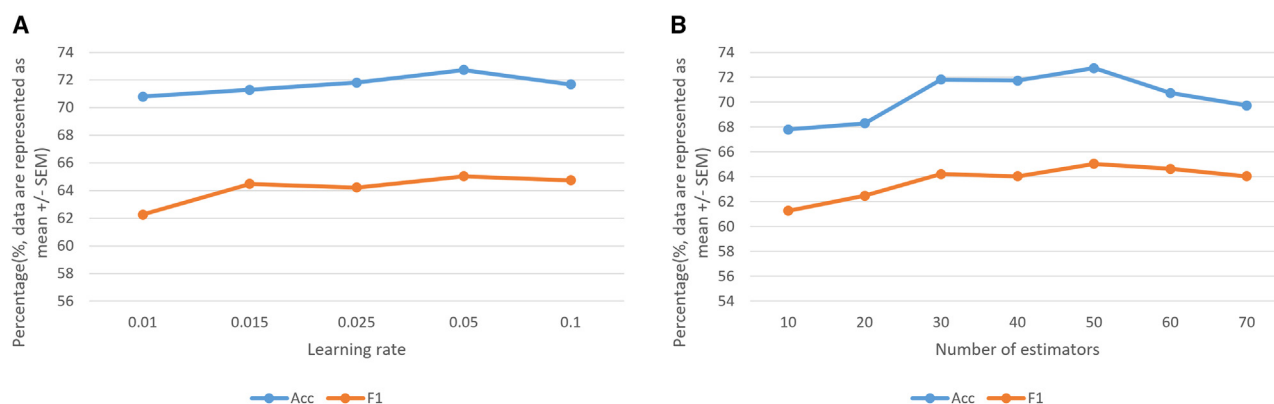 A
Percentage(%, data are represented as
mean +/- SEM)
74
72
70
68
66
64
62
60
58
56
0.01 0.015 0.025 0.05 0.1
Learning rate
Acc F1
B
Percentage(%, data are represented as
mean +/- SEM)
74
72
70
68
66
64
62
60
58
56
54
10 20 30 40 50 60 70
Number of estimators
Acc F1